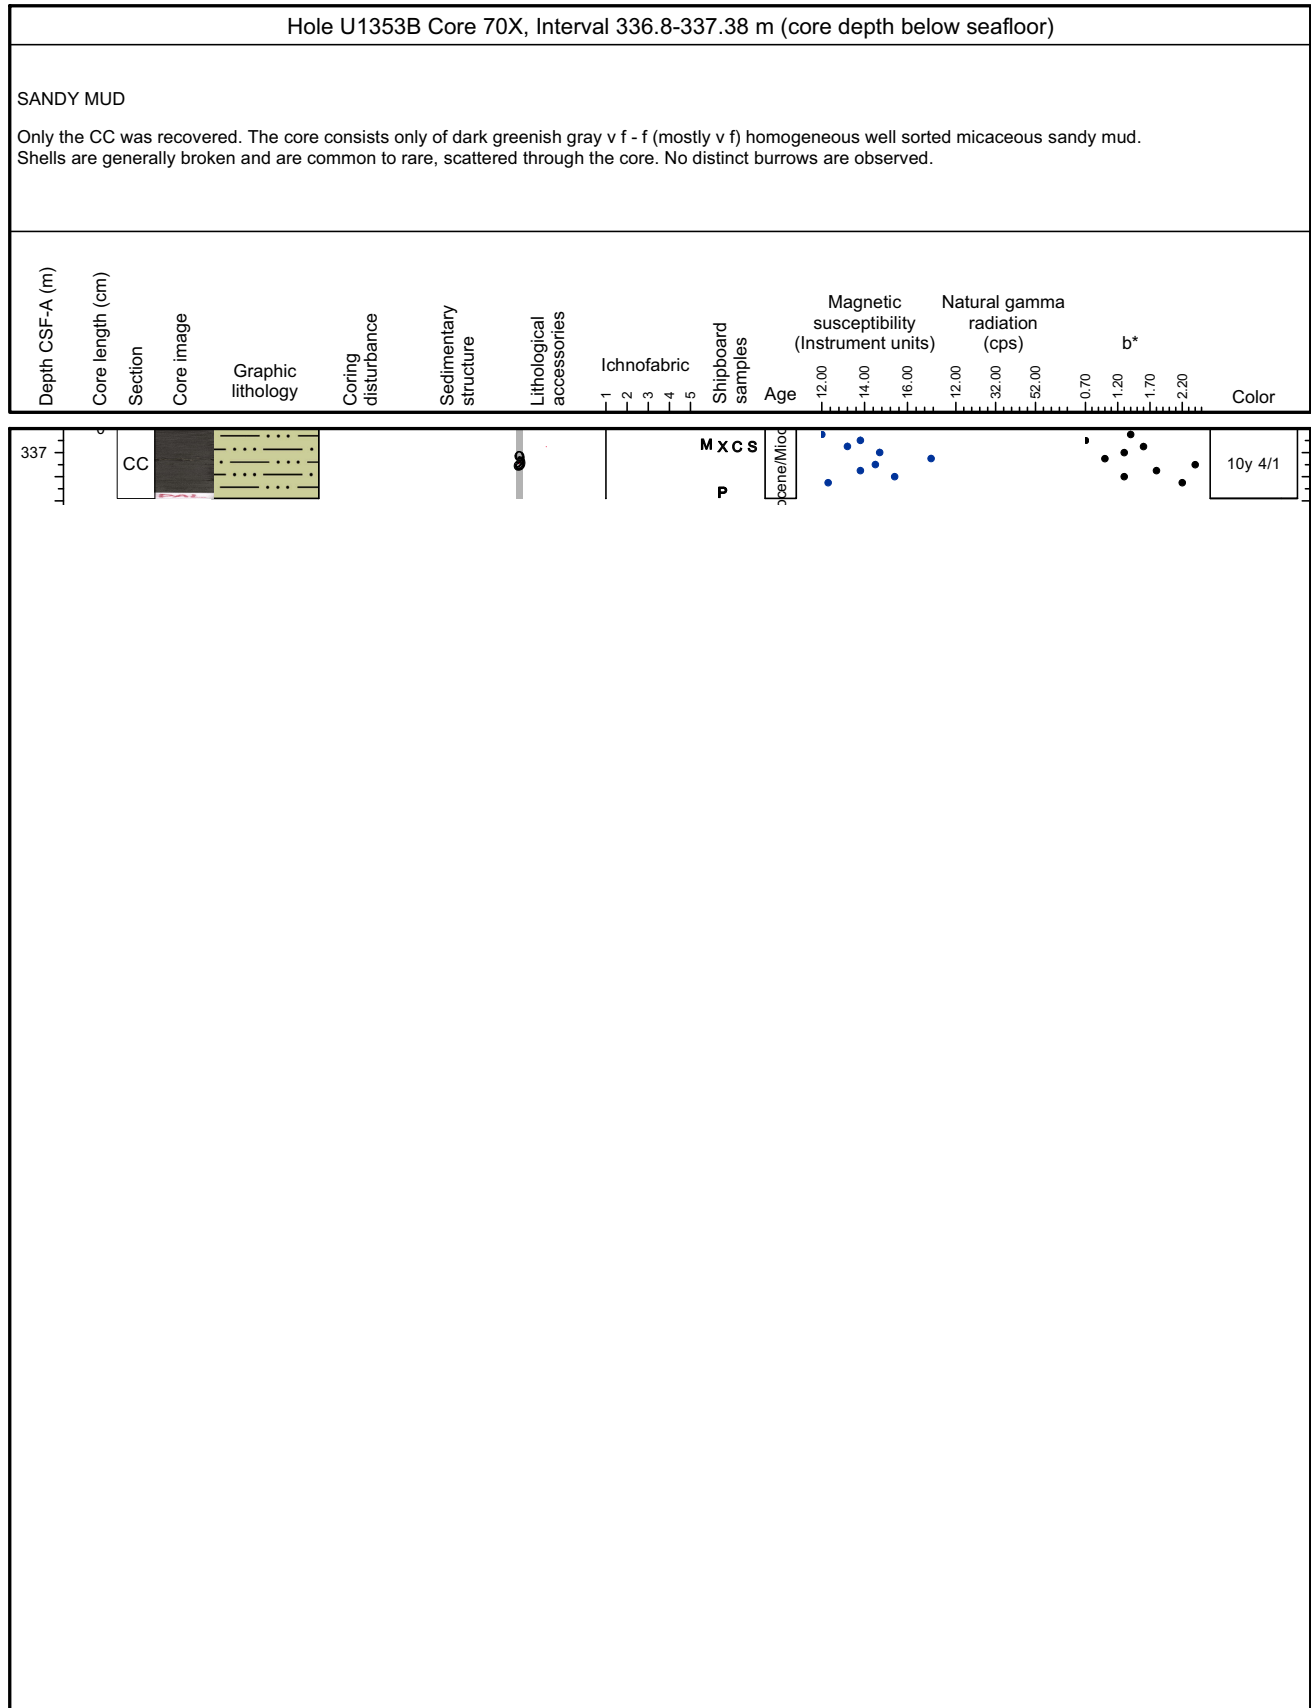 Hole U1353B Core 70X, Interval 336.8-337.38 m (core depth below seafloor)
SANDY MUD
Only the CC was recovered. The core consists only of dark greenish gray v f - f (mostly v f) homogeneous well sorted micaceous sandy mud.
Shells are generally broken and are common to rare, scattered through the core. No distinct burrows are observed.
Depth CSF-A (m)
Core length (cm)
Section
Core image
Graphic
lithology
Coring
disturbance
Sedimentary
structure
Lithological
accessories
Ichnofabric
1 2 3 4 5
Shipboard
samples
Age
Magnetic
susceptibility
(Instrument units)
12.00 14.00 16.00
Natural gamma
radiation
(cps)
12.00 32.00 52.00
b*
0.70 1.20 1.70 2.20
Color
337
CC
PAL
M X C S
P
ocene/Mioc
10y 4/1